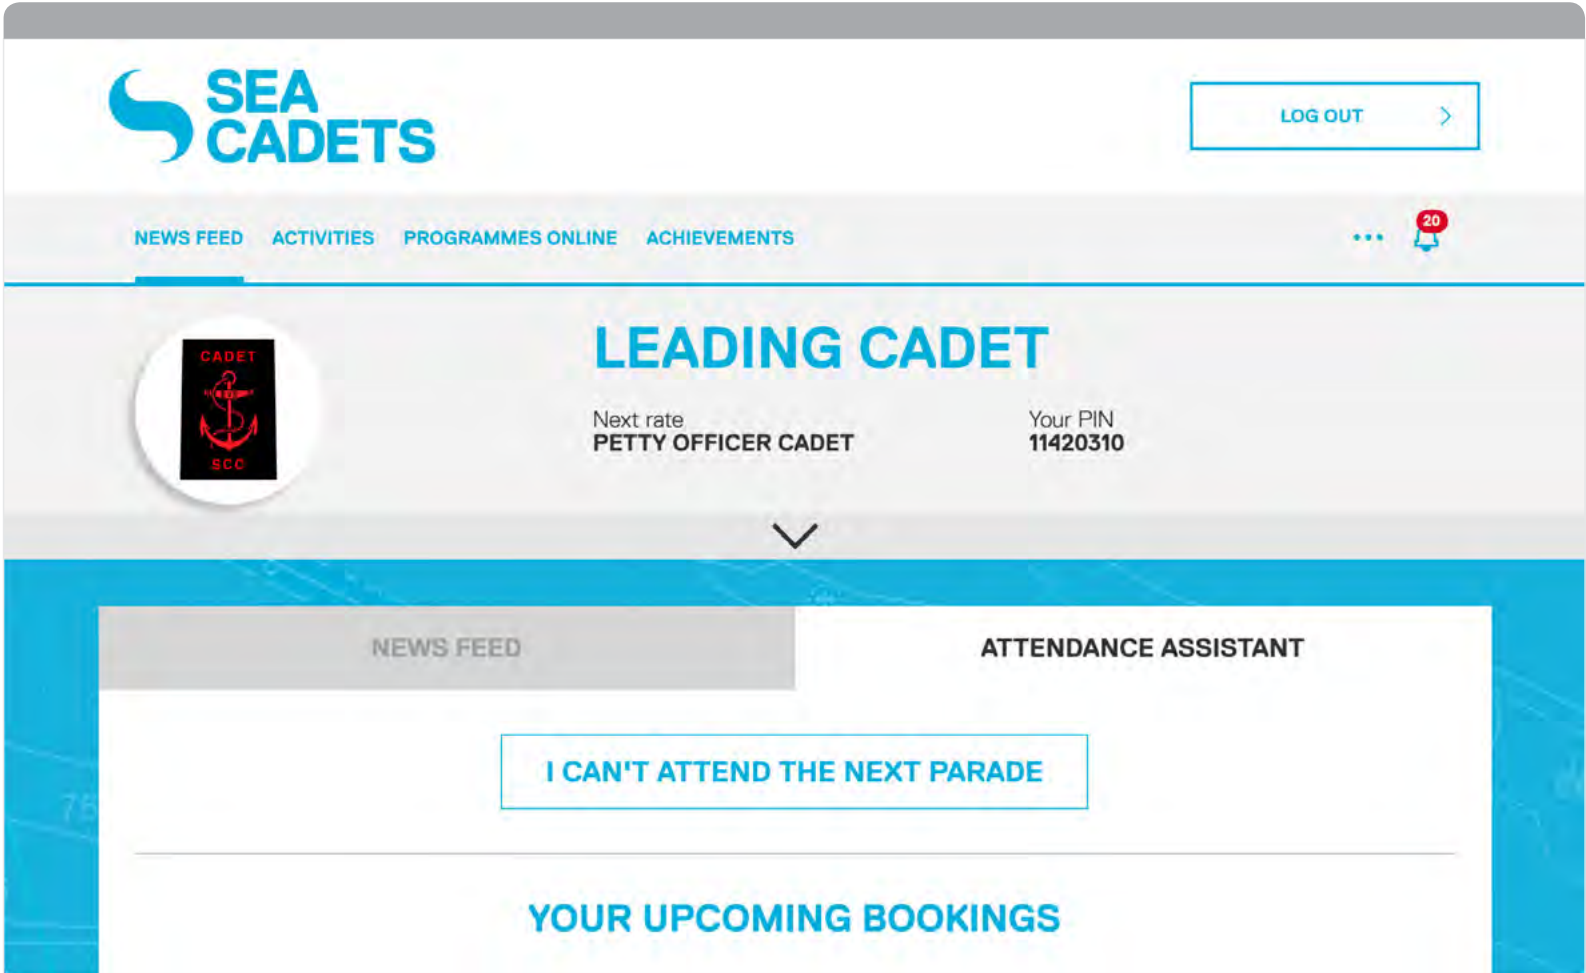 SEA
CADETS
LOG OUT
NEWS FEED ACTIVITIES PROGRAMMES ONLINE ACHIEVEMENTS
20
CADET
SCC
LEADING CADET
Next rate
PETTY OFFICER CADET
Your PIN
11420310
NEWS FEED
ATTENDANCE ASSISTANT
I CAN'T ATTEND THE NEXT PARADE
YOUR UPCOMING BOOKINGS